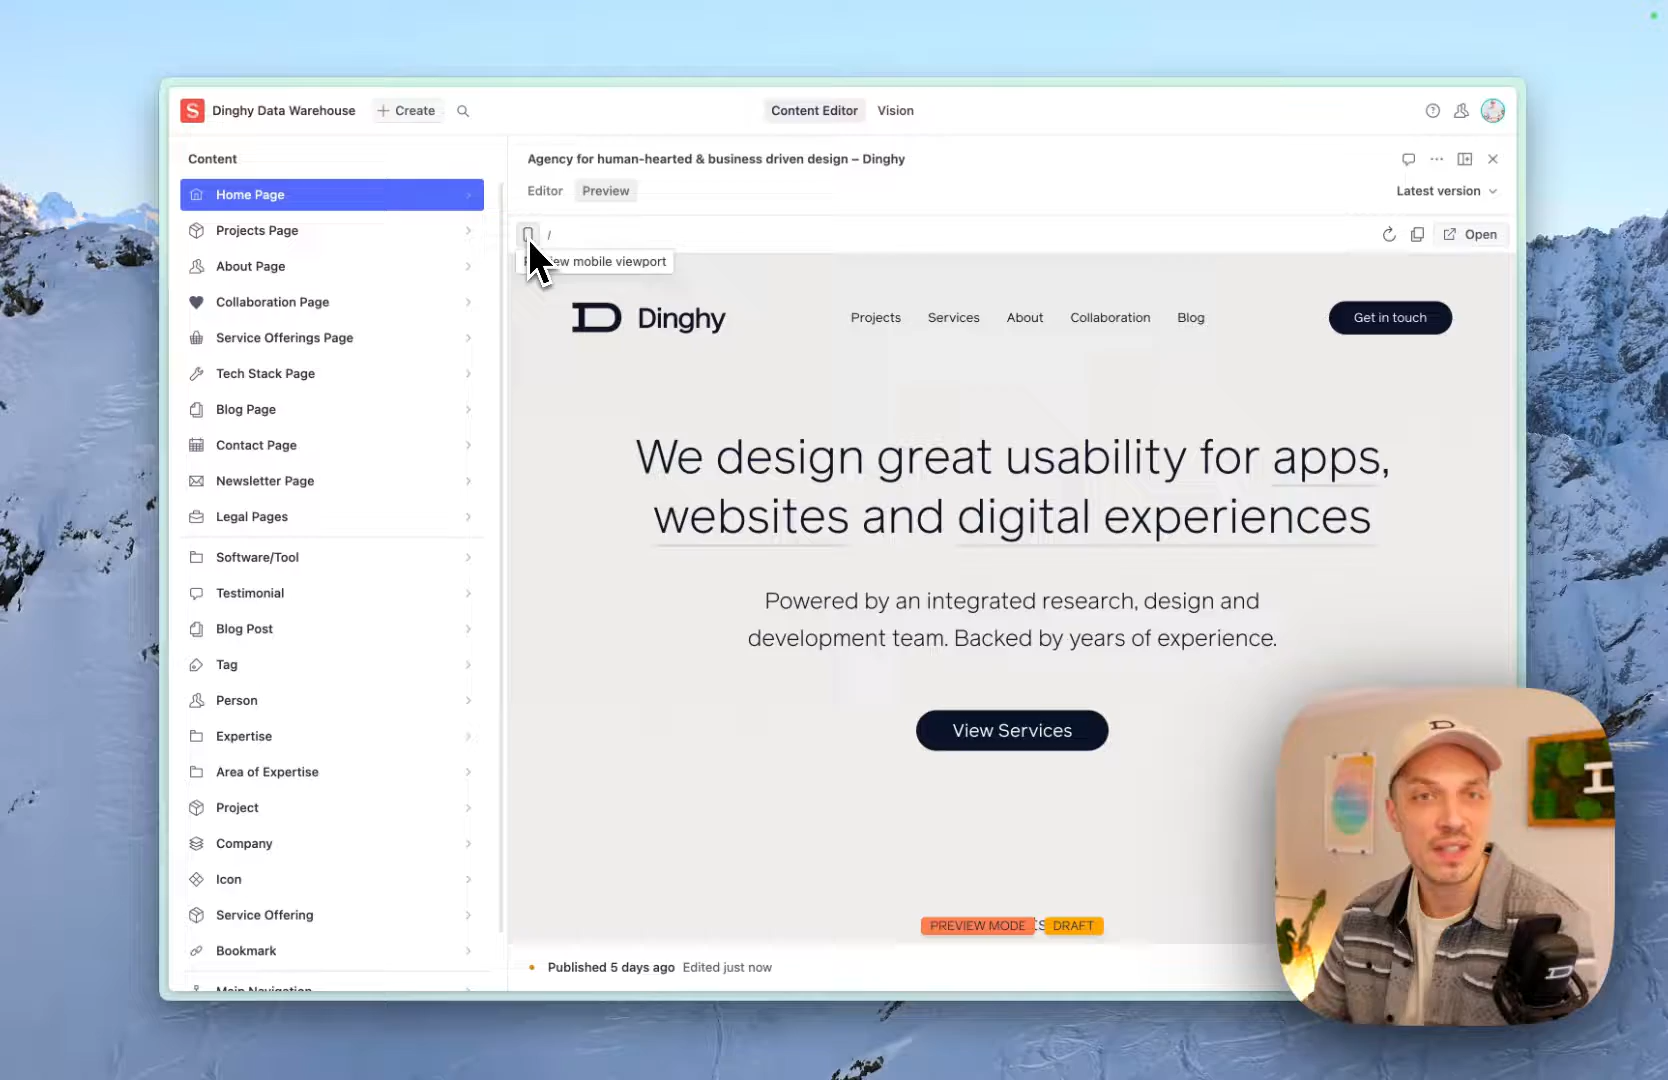 S Dinghy Data Warehouse + Create Content Editor Vision
Content
Home Page
Projects Page
About Page
Collaboration Page
Service Offerings Page
Tech Stack Page
Blog Page
Contact Page
Newsletter Page
Legal Pages
Software/Tool
Testimonial
Blog Post
Tag
Person
Expertise
Area of Expertise
Project
Company
Icon
Service Offering
Bookmark
Main Navigation
Agency for human-hearted & business driven design – Dinghy
Editor Preview Latest version
/ Open
mobile viewport
Dinghy Projects Services About Collaboration Blog Get in touch
We design great usability for apps,
websites and digital experiences
Powered by an integrated research, design and
development team. Backed by years of experience.
View Services
PREVIEW MODE DRAFT
Published 5 days ago Edited just now